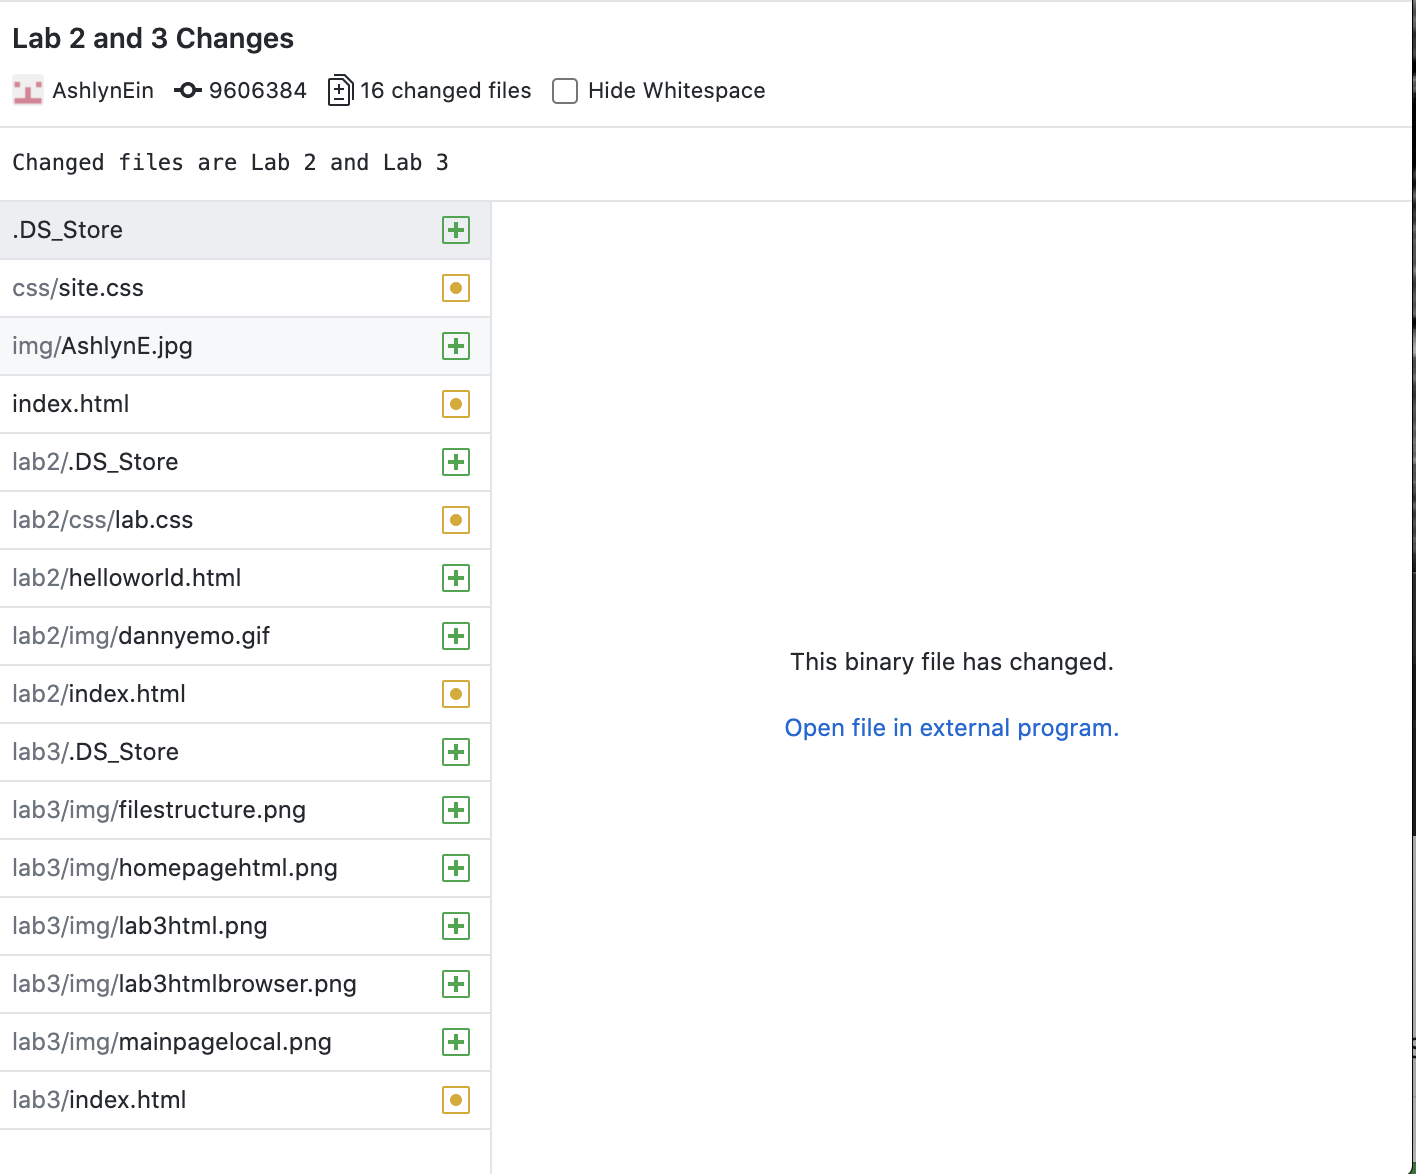 Lab 2 and 3 Changes
AshlynEin 9606384 16 changed files Hide Whitespace
Changed files are Lab 2 and Lab 3
.DS_Store
css/site.css
img/AshlynE.jpg
index.html
lab2/.DS_Store
lab2/css/lab.css
lab2/helloworld.html
lab2/img/dannyemo.gif
lab2/index.html
lab3/.DS_Store
lab3/img/filestructure.png
lab3/img/homepagehtml.png
lab3/img/lab3html.png
lab3/img/lab3htmlbrowser.png
lab3/img/mainpagelocal.png
lab3/index.html
This binary file has changed.
Open file in external program.